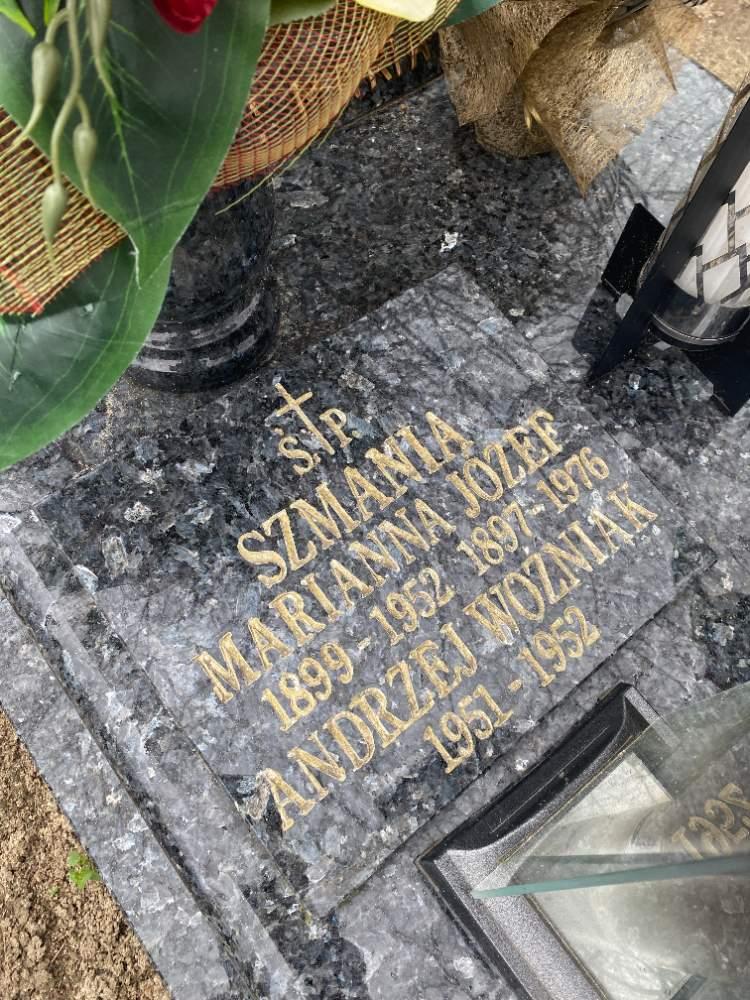 Ś.P.
SZMANIA
MARIANNA JÓZEF
1899-1952 1897-1976
ANDRZEJ WOŹNIAK
1951-1952